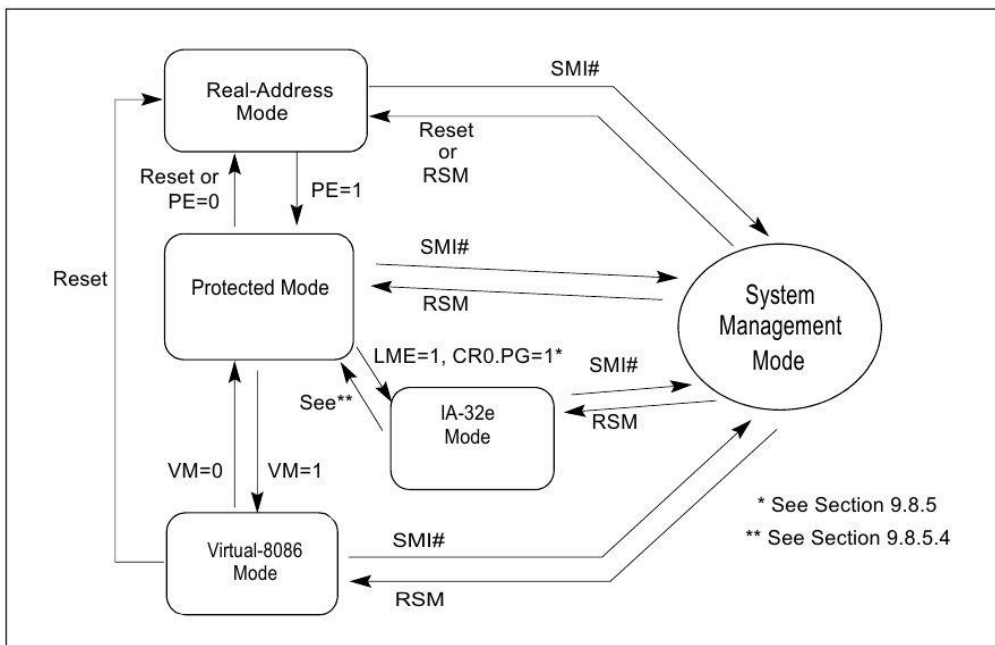 Real-Address
Mode
SMI#
Reset
or
RSM
Reset or
PE=0
PE=1
Reset
Protected Mode
SMI#
RSM
System
Management
Mode
LME=1, CR0.PG=1*
See**
IA-32e
Mode
SMI#
RSM
VM=0
VM=1
Virtual-8086
Mode
SMI#
RSM
* See Section 9.8.5
** See Section 9.8.5.4